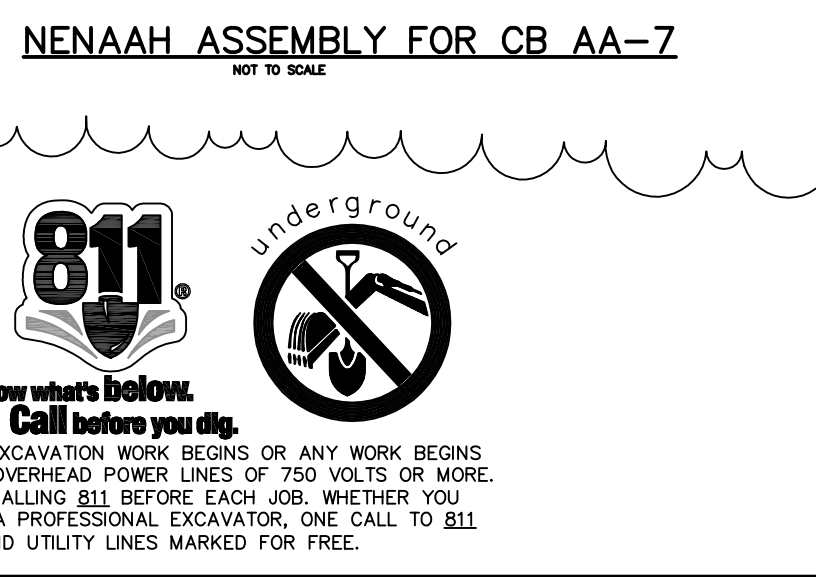 NENAAH ASSEMBLY FOR CB AA-7
NOT TO SCALE
811®
underground
ow what's below.
Call before you dig.
XCAVATION WORK BEGINS OR ANY WORK BEGINS
OVERHEAD POWER LINES OF 750 VOLTS OR MORE.
ALLING 811 BEFORE EACH JOB. WHETHER YOU
A PROFESSIONAL EXCAVATOR, ONE CALL TO 811
ND UTILITY LINES MARKED FOR FREE.